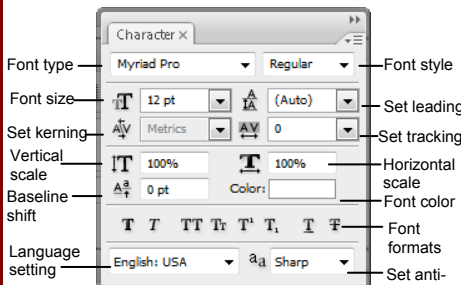 Character ×
Font type Myriad Pro Regular Font style
Font size 12 pt (Auto) Set leading
Set kerning Metrics 0 Set tracking
Vertical scale 100% 100% Horizontal scale
Baseline shift 0 pt Color: Font color
T T TT Tr T¹ T₁ T T Font formats
Language setting English: USA aa Sharp Set anti-